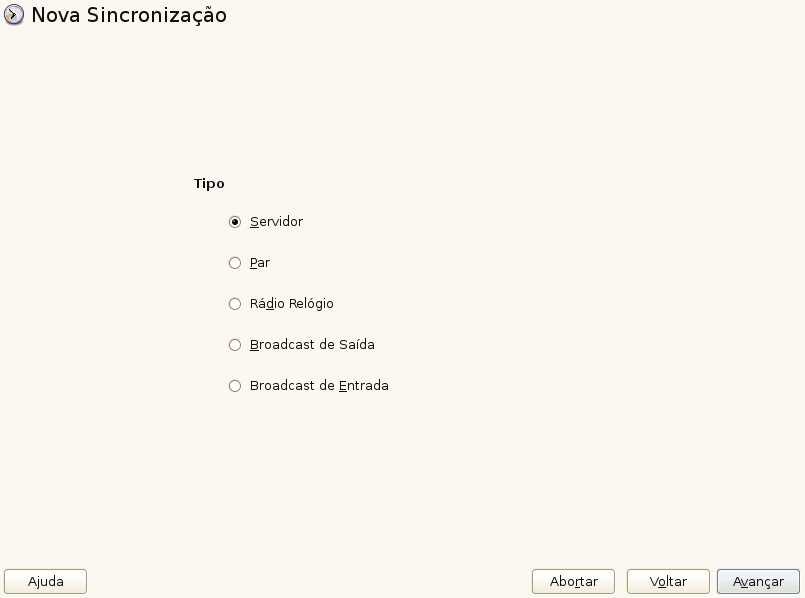 Nova Sincronização
Tipo
Servidor
Par
Rádio Relógio
Broadcast de Saída
Broadcast de Entrada
Ajuda
Abortar
Voltar
Avançar